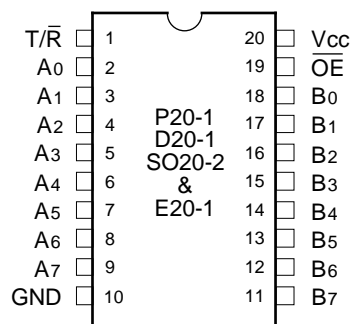 T/R̅ 1 20 Vcc
A0 2 19 O̅E̅
A1 3 18 B0
A2 4 P20-1 17 B1
D20-1
A3 5 SO20-2 16 B2
A4 6 & 15 B3
A5 7 E20-1 14 B4
A6 8 13 B5
A7 9 12 B6
GND 10 11 B7